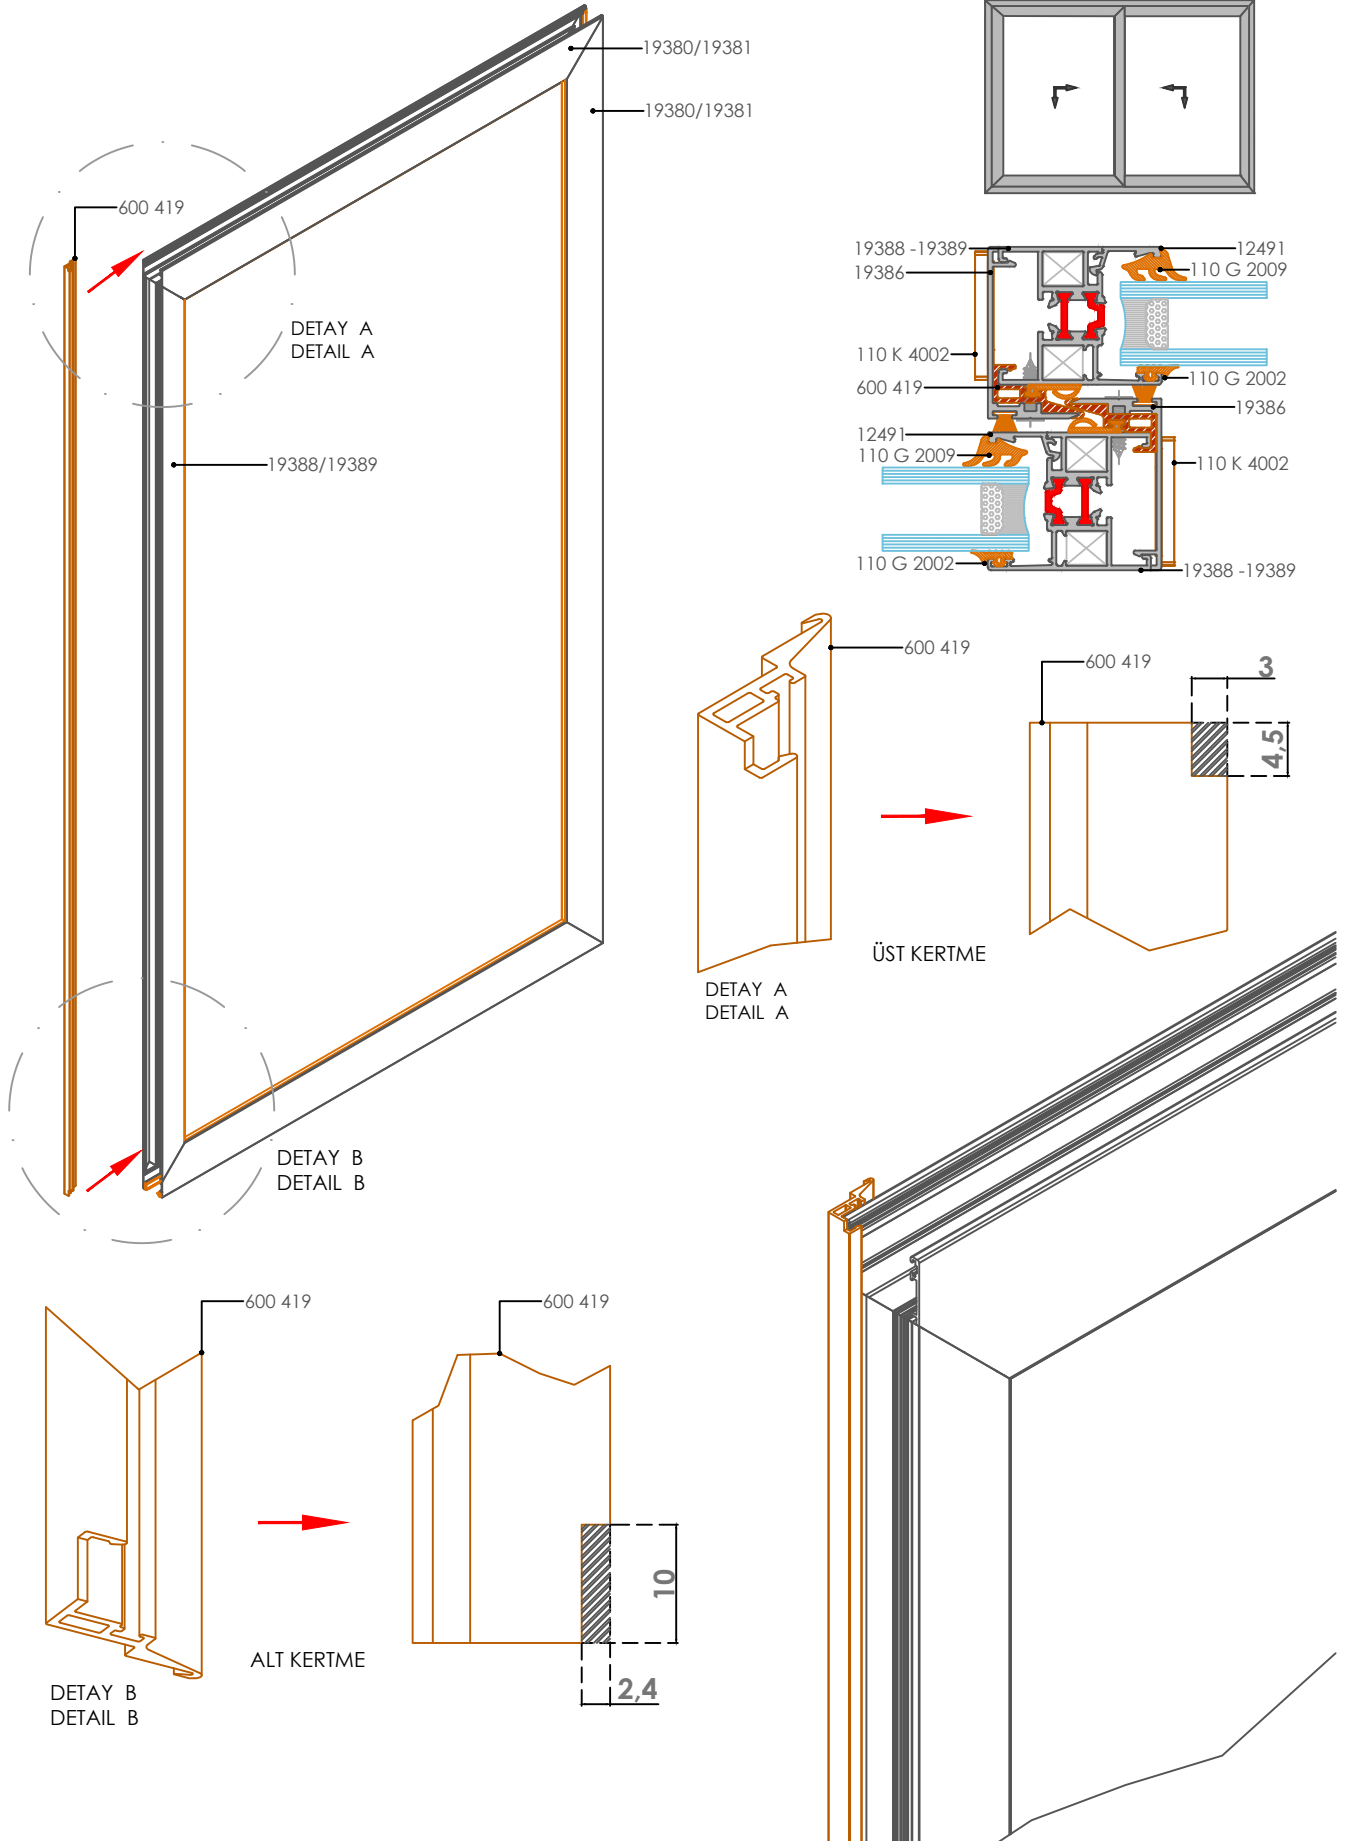 19380/19381
19380/19381
600 419
DETAY A
DETAIL A
19388/19389
DETAY B
DETAIL B
19388 -19389
19386
110 K 4002
600 419
12491
110 G 2009
110 G 2002
12491
110 G 2009
110 G 2002
19386
110 K 4002
19388 -19389
600 419
600 419
3
4,5
ÜST KERTME
DETAY A
DETAIL A
600 419
600 419
10
2,4
ALT KERTME
DETAY B
DETAIL B